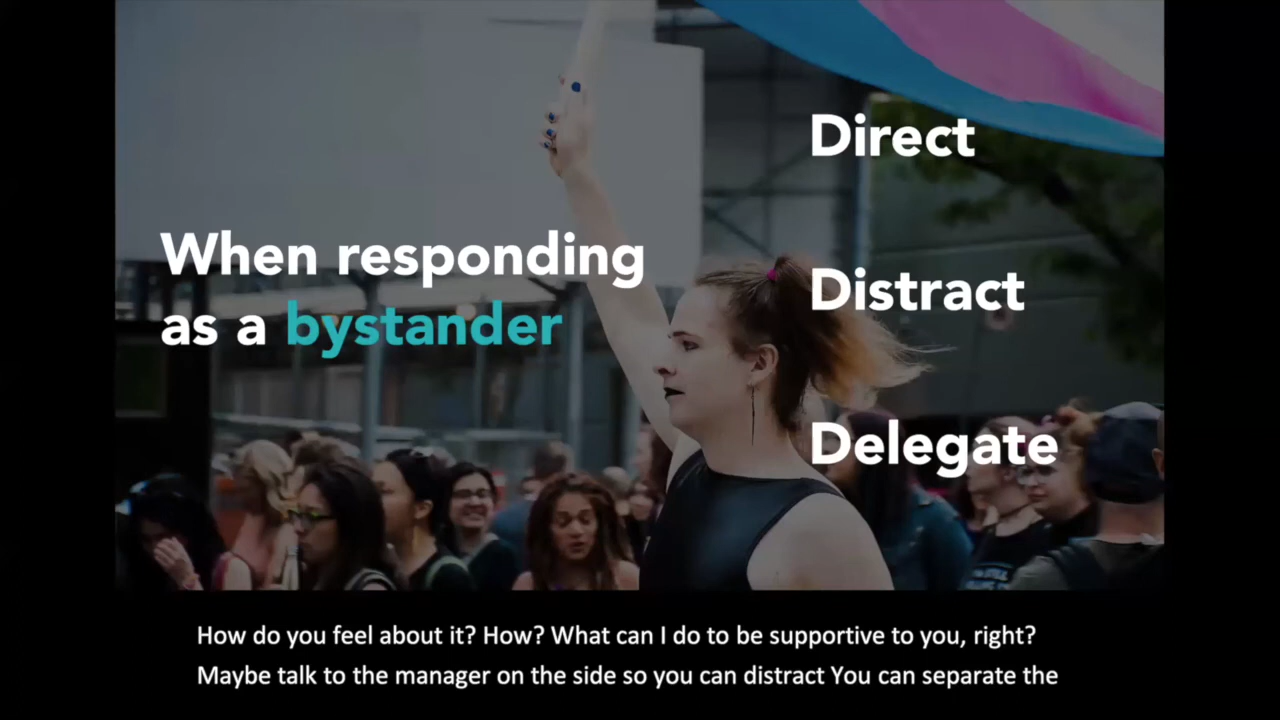 When responding
as a bystander
Direct
Distract
Delegate
How do you feel about it? How? What can I do to be supportive to you, right?
Maybe talk to the manager on the side so you can distract You can separate the